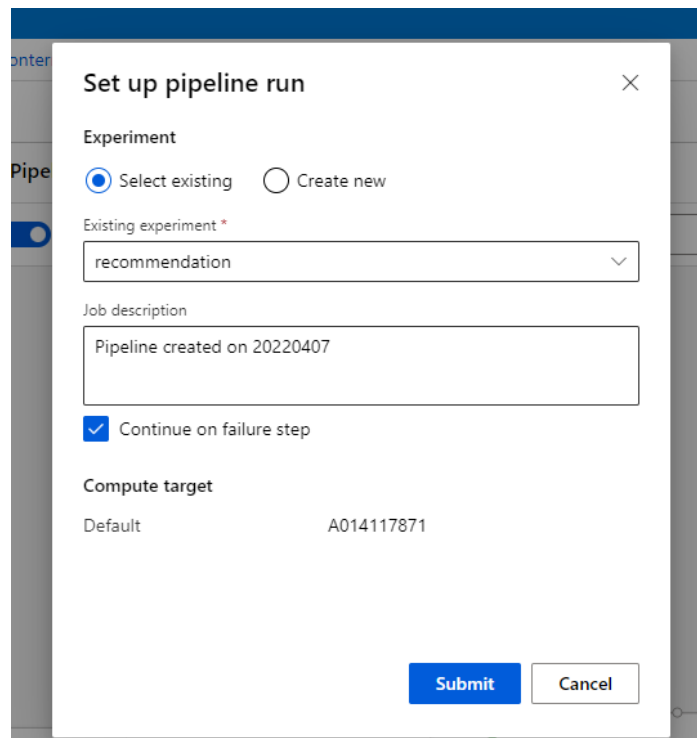 Set up pipeline run
Experiment
Pipe
Select existing Create new
Existing experiment *
recommendation
Job description
Pipeline created on 20220407
Continue on failure step
Compute target
Default A014117871
Submit Cancel